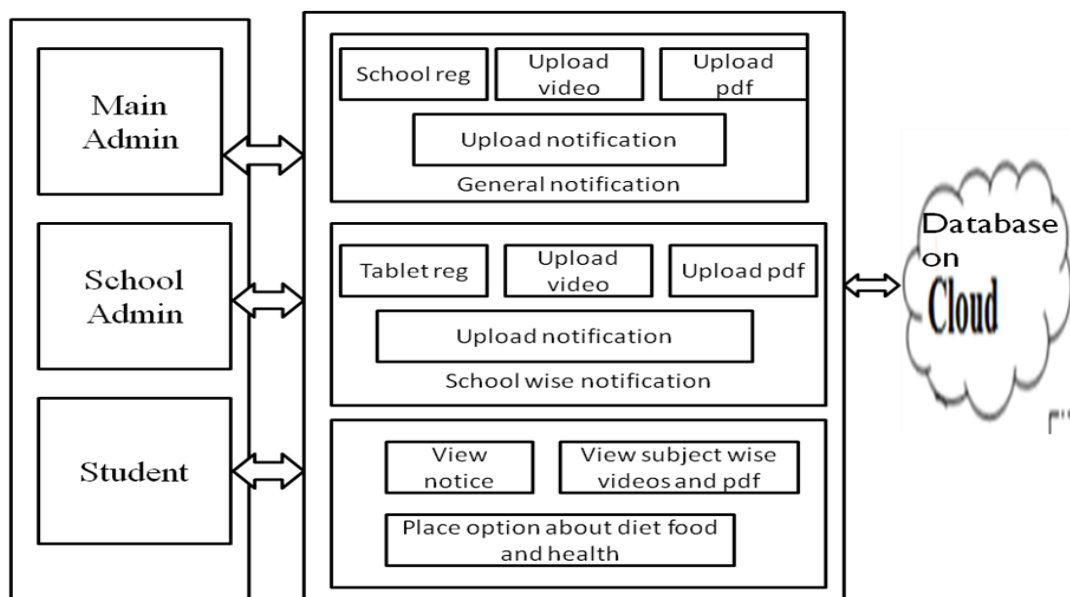 Main
Admin
School
Admin
Student
School reg
Upload
video
Upload
pdf
Upload notification
General notification
Tablet reg
Upload
video
Upload pdf
Upload notification
School wise notification
View
notice
View subject wise
videos and pdf
Place option about diet food
and health
Database
on
Cloud